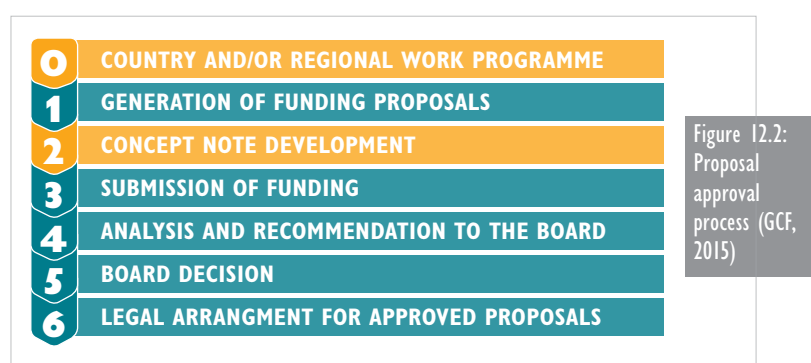 0 COUNTRY AND/OR REGIONAL WORK PROGRAMME
1 GENERATION OF FUNDING PROPOSALS
2 CONCEPT NOTE DEVELOPMENT
3 SUBMISSION OF FUNDING
4 ANALYSIS AND RECOMMENDATION TO THE BOARD
5 BOARD DECISION
6 LEGAL ARRANGMENT FOR APPROVED PROPOSALS
Figure 12.2:
Proposal
approval
process (GCF,
2015)